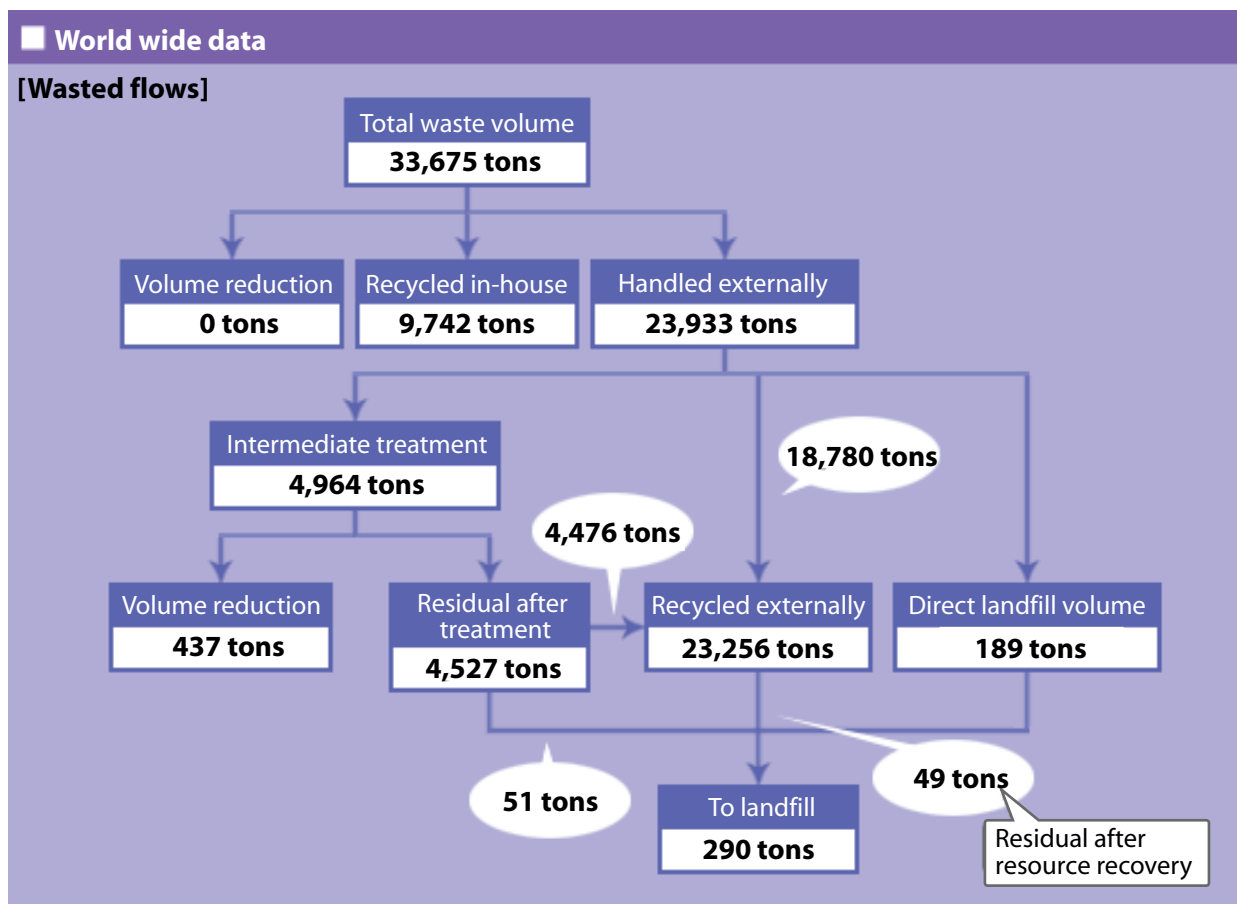 World wide data
[Wasted flows]
Total waste volume
33,675 tons
Volume reduction
0 tons
Recycled in-house
9,742 tons
Handled externally
23,933 tons
Intermediate treatment
4,964 tons
18,780 tons
4,476 tons
Volume reduction
437 tons
Residual after
treatment
4,527 tons
Recycled externally
23,256 tons
Direct landfill volume
189 tons
51 tons
49 tons
Residual after
resource recovery
To landfill
290 tons